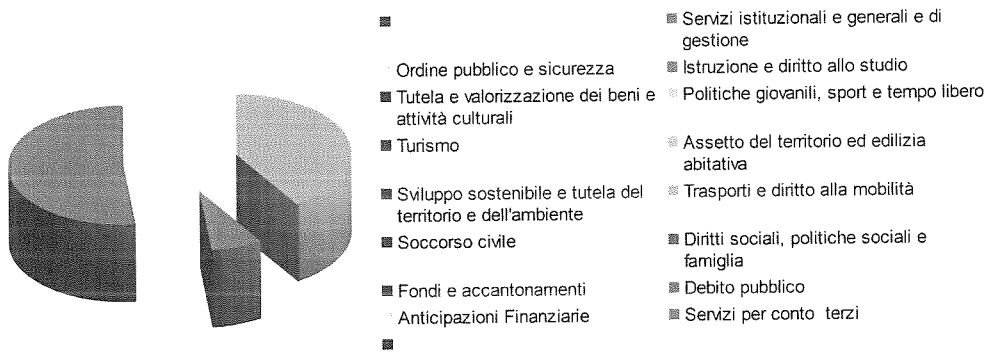 Servizi istituzionali e generali e di
gestione
Ordine pubblico e sicurezza
Istruzione e diritto allo studio
Tutela e valorizzazione dei beni e
attività culturali
Politiche giovanili, sport e tempo libero
Turismo
Assetto del territorio ed edilizia
abitativa
Sviluppo sostenibile e tutela del
territorio e dell'ambiente
Trasporti e diritto alla mobilità
Soccorso civile
Diritti sociali, politiche sociali e
famiglia
Fondi e accantonamenti
Debito pubblico
Anticipazioni Finanziarie
Servizi per conto terzi